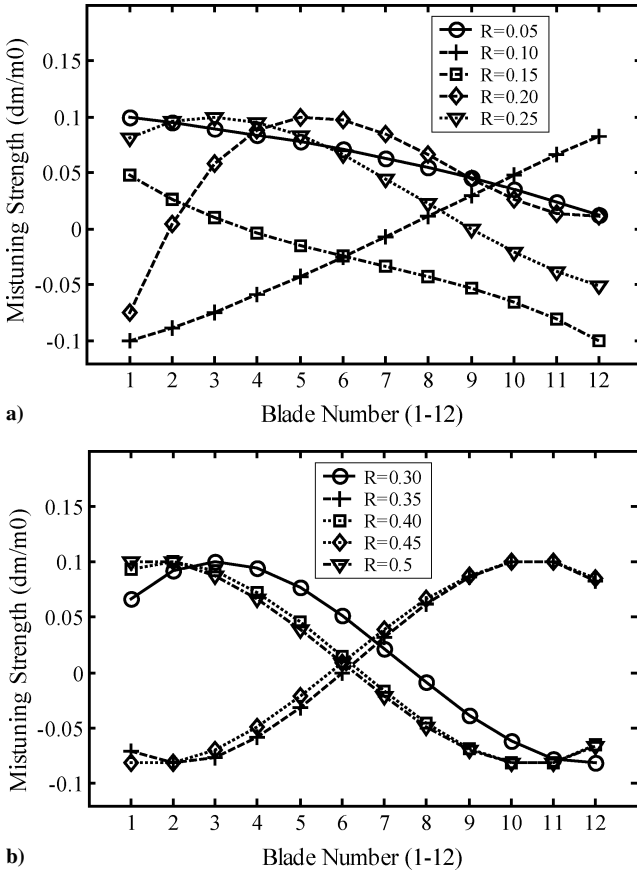 R=0.05
R=0.10
R=0.15
R=0.20
R=0.25
0.15
0.1
0.05
0
-0.05
-0.1
Mistuning Strength (dm/m0)
1 2 3 4 5 6 7 8 9 10 11 12
a) Blade Number (1-12)
R=0.30
R=0.35
R=0.40
R=0.45
R=0.5
0.15
0.1
0.05
0
-0.05
-0.1
Mistuning Strength (dm/m0)
1 2 3 4 5 6 7 8 9 10 11 12
b) Blade Number (1-12)